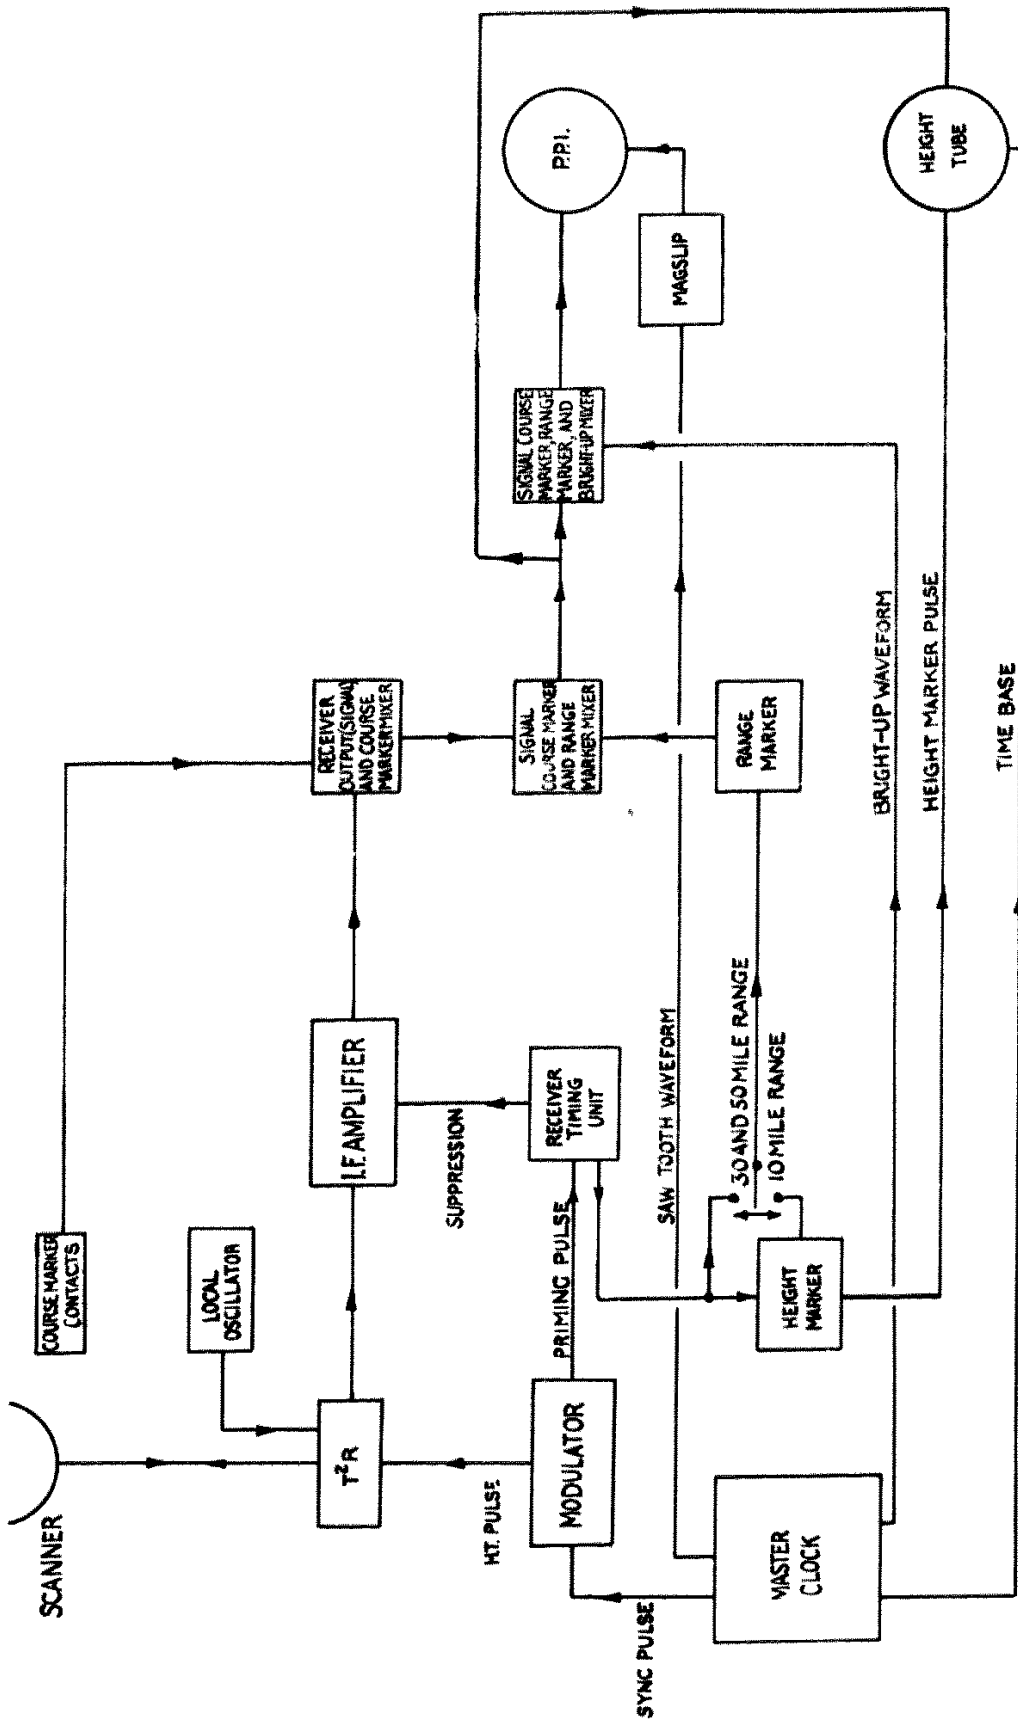 SCANNER
COURSE MARKER
CONTACTS
LOCAL
OSCILLATOR
T²R
I.F. AMPLIFIER
RECEIVER
OUTPUT(SIGNAL)
AND COURSE
MARKER MIXER
H.T. PULSE
SUPPRESSION
MODULATOR
PRIMING PULSE
RECEIVER
TIMING
UNIT
SIGNAL
COURSE MARKER
AND RANGE
MARKER MIXER
SIGNAL COURSE
MARKER, RANGE
MARKER, AND
BRIGHT-UP MIXER
P.P.I.
SYNC PULSE
SAW TOOTH WAVEFORM
MAGSLIP
MASTER
CLOCK
HEIGHT
MARKER
30 AND 50 MILE RANGE
10 MILE RANGE
RANGE
MARKER
BRIGHT-UP WAVEFORM
HEIGHT MARKER PULSE
HEIGHT
TUBE
TIME BASE